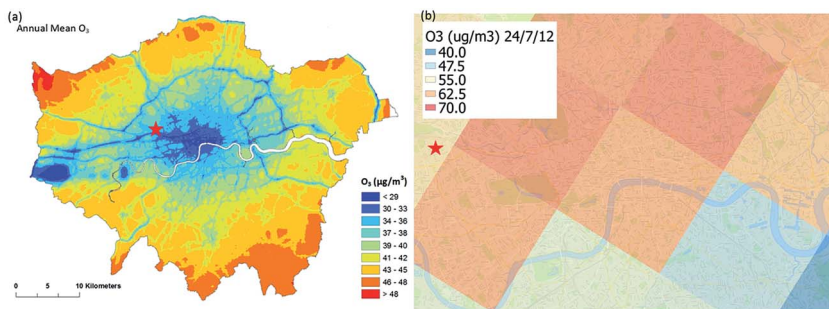 (a)
Annual Mean O₃
O₃ (µg/m³)
< 29
30 - 33
34 - 36
37 - 38
39 - 40
41 - 42
43 - 45
46 - 48
> 48
0 5 10 Kilometers
(b)
O3 (ug/m3) 24/7/12
40.0
47.5
55.0
62.5
70.0